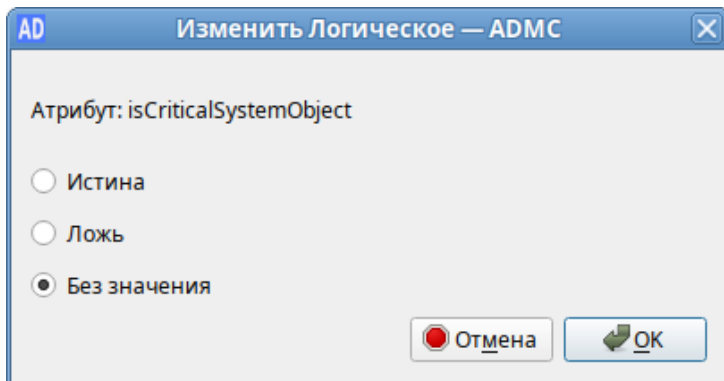 AD Изменить Логическое — ADMC
Атрибут: isCriticalSystemObject
Истина
Ложь
Без значения
Отмена OK